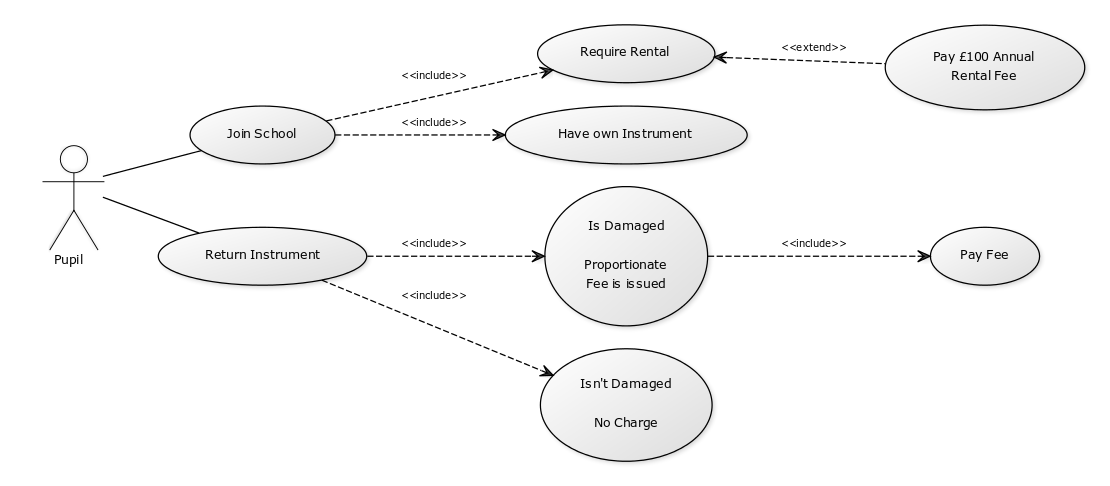 Require Rental
<<extend>>
Pay £100 Annual
Rental Fee
<<include>>
Join School
<<include>>
Have own Instrument
Pupil
Return Instrument
<<include>>
Is Damaged
Proportionate
Fee is issued
<<include>>
Pay Fee
<<include>>
Isn't Damaged
No Charge